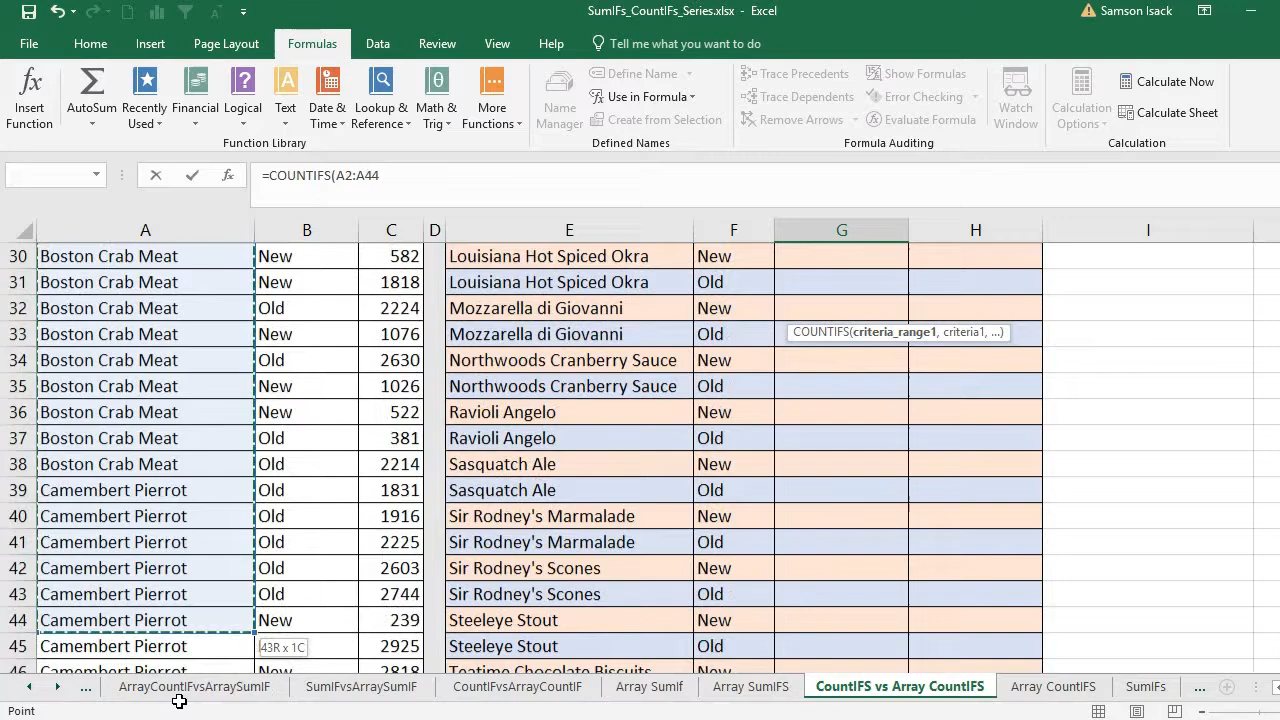 SumIFs_CountIFs_Series.xlsx - Excel
Samson Isack
File Home Insert Page Layout Formulas Data Review View Help Tell me what you want to do
Insert Function
AutoSum
Recently Used
Financial
Logical
Text
Date & Time
Lookup & Reference
Math & Trig
More Functions
Function Library
Name Manager
Define Name
Use in Formula
Create from Selection
Defined Names
Trace Precedents
Trace Dependents
Remove Arrows
Show Formulas
Error Checking
Evaluate Formula
Formula Auditing
Watch Window
Calculation Options
Calculate Now
Calculate Sheet
Calculation
fx =COUNTIFS(A2:A44
A B C D E F G H I
30 Boston Crab Meat New 582 Louisiana Hot Spiced Okra New
31 Boston Crab Meat New 1818 Louisiana Hot Spiced Okra Old
32 Boston Crab Meat Old 2224 Mozzarella di Giovanni New
33 Boston Crab Meat New 1076 Mozzarella di Giovanni Old
COUNTIFS(criteria_range1, criteria1, ...)
34 Boston Crab Meat Old 2630 Northwoods Cranberry Sauce New
35 Boston Crab Meat New 1026 Northwoods Cranberry Sauce Old
36 Boston Crab Meat New 522 Ravioli Angelo New
37 Boston Crab Meat Old 381 Ravioli Angelo Old
38 Boston Crab Meat Old 2214 Sasquatch Ale New
39 Camembert Pierrot Old 1831 Sasquatch Ale Old
40 Camembert Pierrot Old 1916 Sir Rodney's Marmalade New
41 Camembert Pierrot Old 2225 Sir Rodney's Marmalade Old
42 Camembert Pierrot Old 2603 Sir Rodney's Scones New
43 Camembert Pierrot Old 2744 Sir Rodney's Scones Old
44 Camembert Pierrot New 239 Steeleye Stout New
45 Camembert Pierrot 43R x 1C 2925 Steeleye Stout Old
46 Camembert Pierrot New 2818 Teatime Chocolate Biscuits New
... ArrayCountIFvsArraySumIF SumIFvsArraySumIF CountIFvsArrayCountIF Array SumIf Array SumIFS CountIFS vs Array CountIFS Array CountIFS SumIFs ...
Point